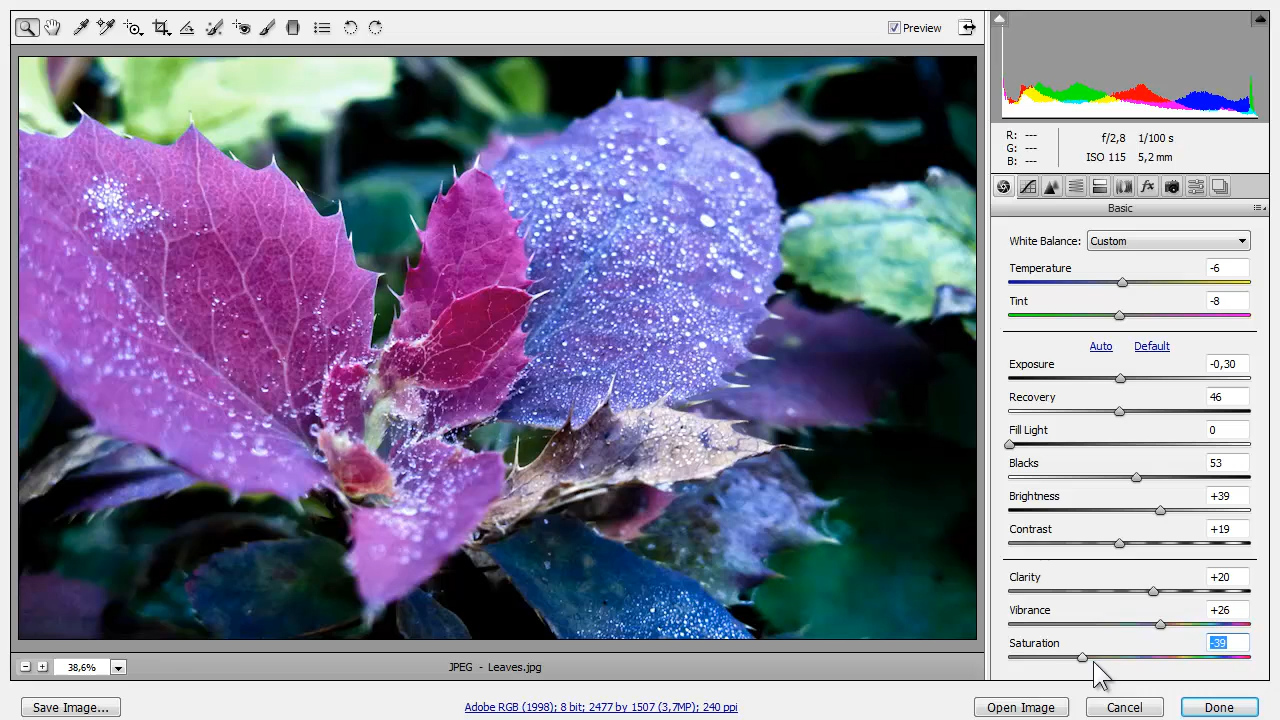 Preview
R: ---
G: ---
B: ---
f/2,8 1/100 s
ISO 115 5,2 mm
fx
Basic
White Balance: Custom
Temperature -6
Tint -8
Auto Default
Exposure -0,30
Recovery 46
Fill Light 0
Blacks 53
Brightness +39
Contrast +19
Clarity +20
Vibrance +26
Saturation -39
38,6%
JPEG - Leaves.jpg
Save Image...
Adobe RGB (1998); 8 bit; 2477 by 1507 (3,7MP); 240 ppi
Open Image
Cancel
Done